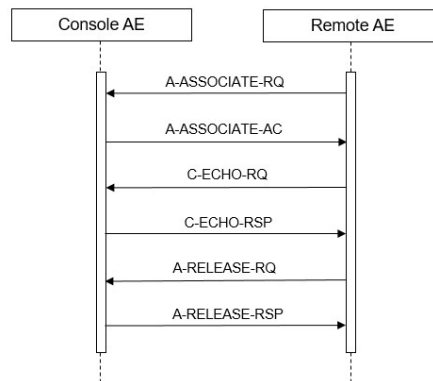 Console AE
Remote AE
A-ASSOCIATE-RQ
A-ASSOCIATE-AC
C-ECHO-RQ
C-ECHO-RSP
A-RELEASE-RQ
A-RELEASE-RSP